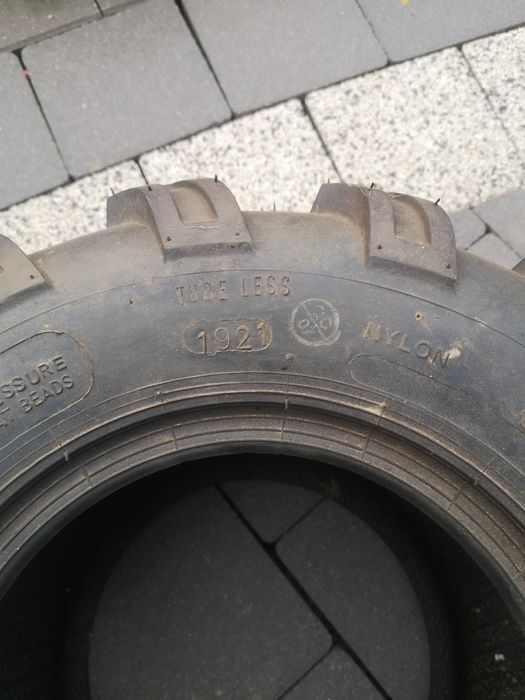 TUBE LESS
1921
NYLON
SSURE
AT BEADS